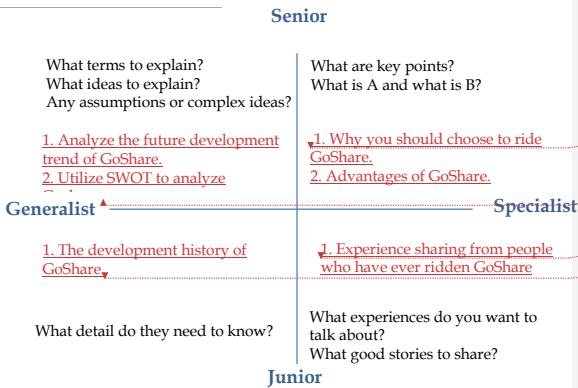 Senior
What terms to explain?
What ideas to explain?
Any assumptions or complex ideas?
What are key points?
What is A and what is B?
1. Analyze the future development
trend of GoShare.
2. Utilize SWOT to analyze
1. Why you should choose to ride
GoShare.
2. Advantages of GoShare.
Generalist
Specialist
1. The development history of
GoShare
1. Experience sharing from people
who have ever ridden GoShare
What detail do they need to know?
What experiences do you want to
talk about?
What good stories to share?
Junior